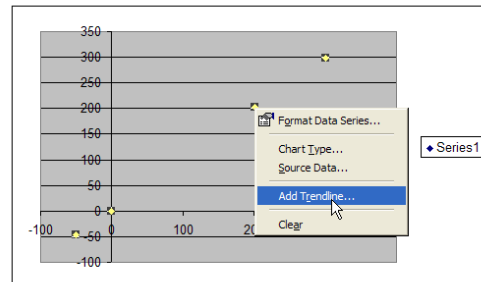 350
300
250
200
150
100
50
0
-50
-100
-100 0 100 20
Format Data Series...
Chart Type...
Source Data...
Add Trendline...
Clear
Series1